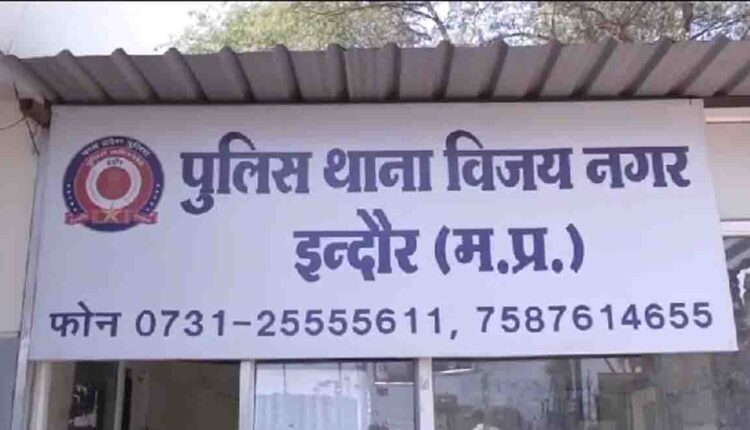 पुलिस थाना विजय नगर
इन्दौर (म.प्र.)
फोन 0731-25555611, 7587614655